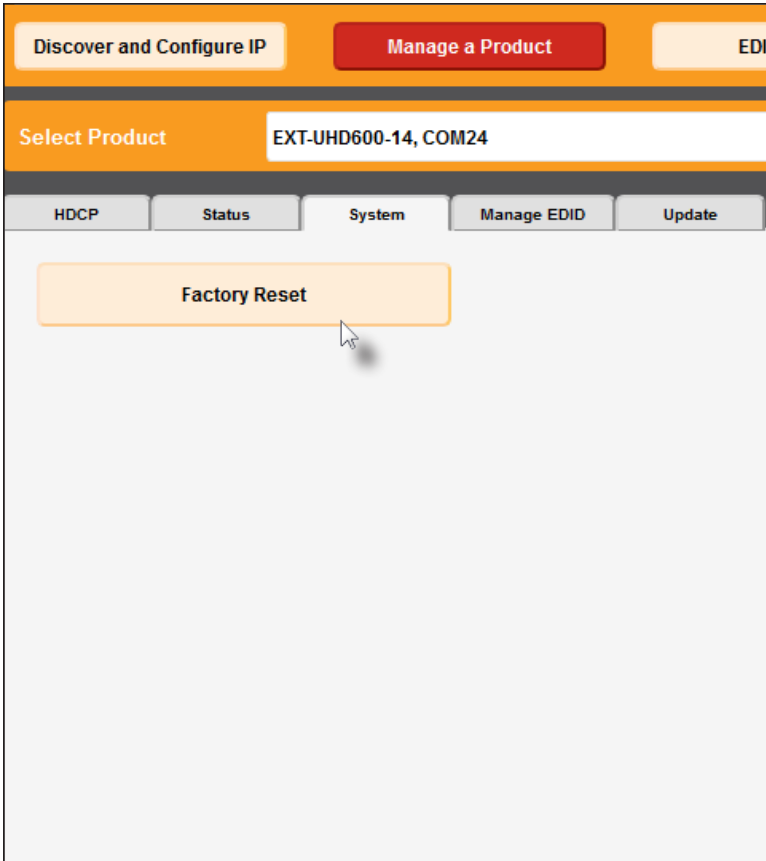 Discover and Configure IP
Manage a Product
EDI
Select Product
EXT-UHD600-14, COM24
HDCP
Status
System
Manage EDID
Update
Factory Reset